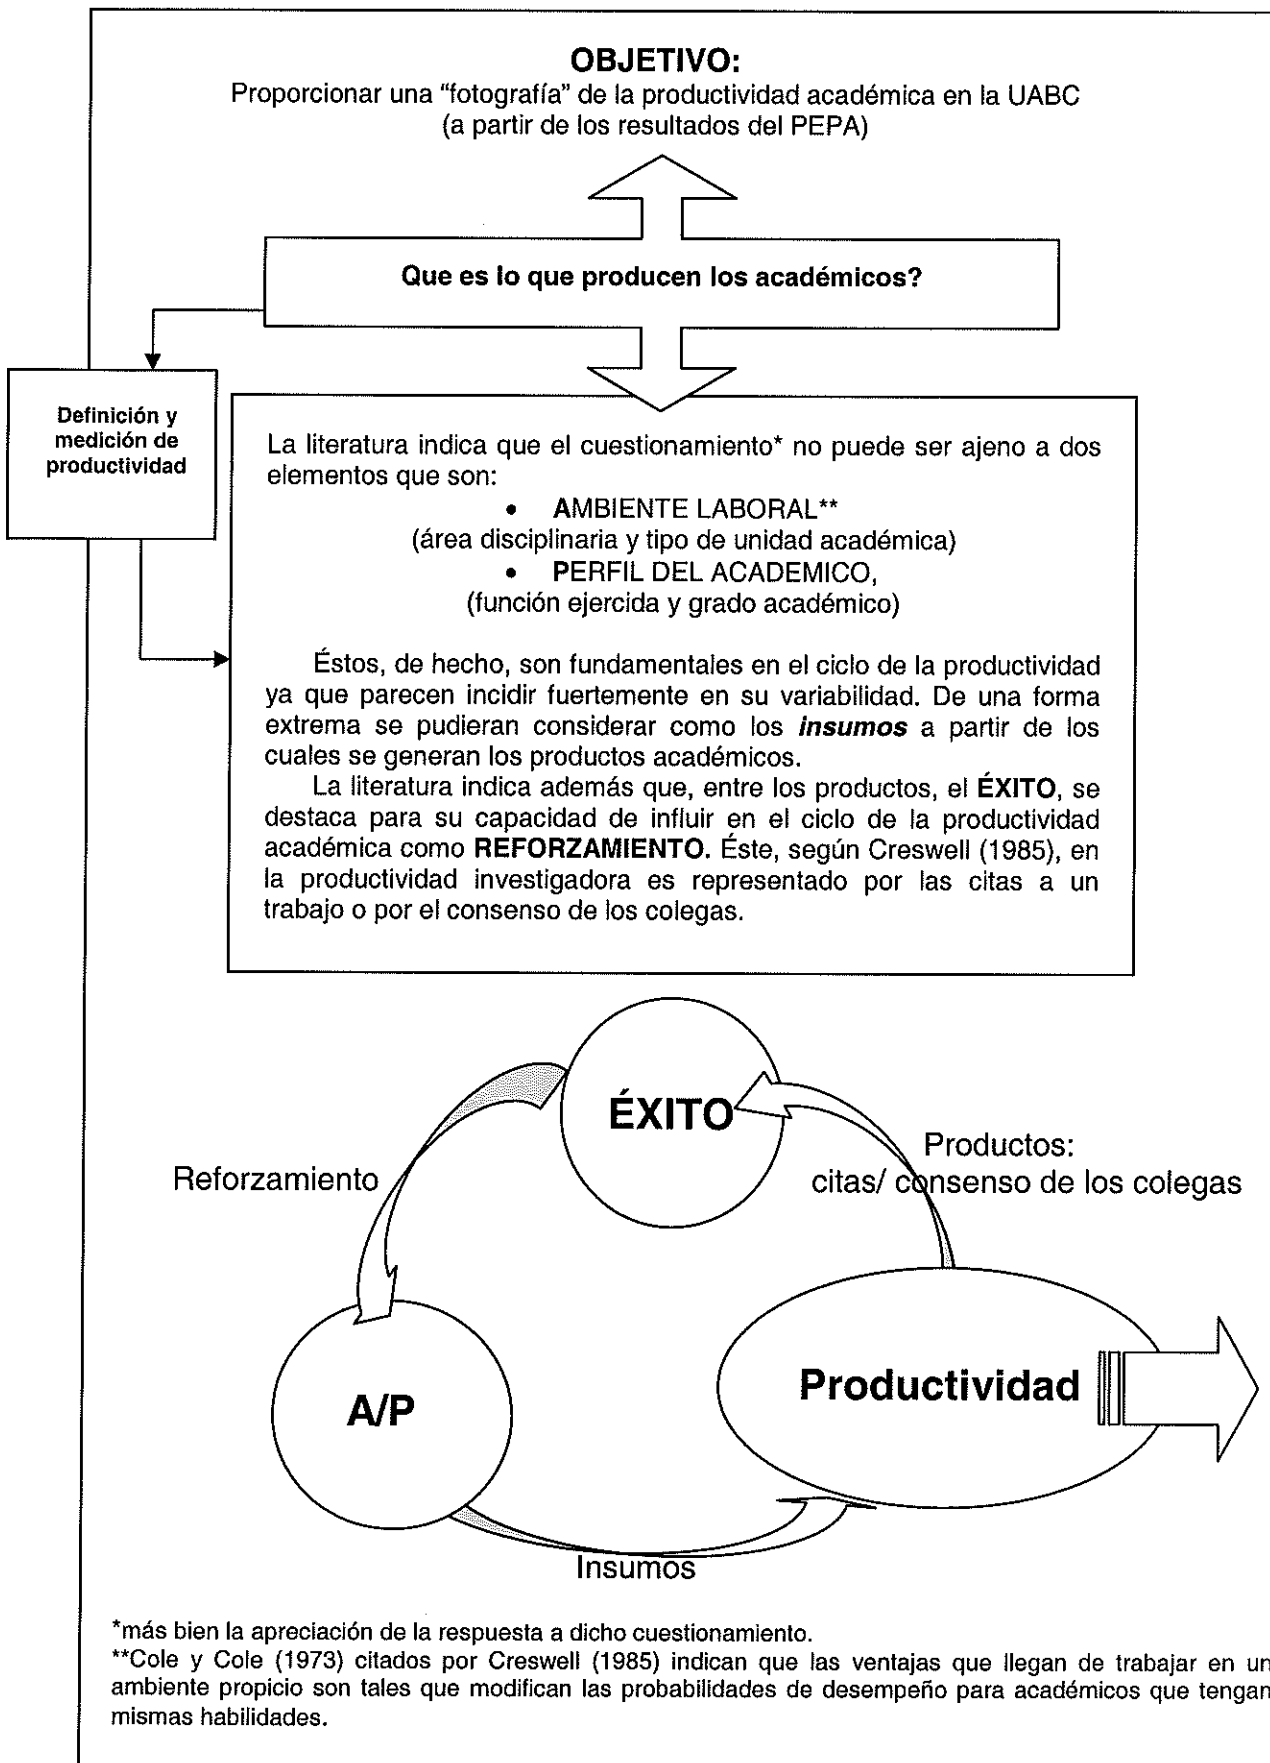 OBJETIVO:
Proporcionar una "fotografía" de la productividad académica en la UABC
(a partir de los resultados del PEPA)
Que es lo que producen los académicos?
Definición y
medición de
productividad
La literatura indica que el cuestionamiento* no puede ser ajeno a dos
elementos que son:
• AMBIENTE LABORAL**
(área disciplinaria y tipo de unidad académica)
• PERFIL DEL ACADEMICO,
(función ejercida y grado académico)
Éstos, de hecho, son fundamentales en el ciclo de la productividad
ya que parecen incidir fuertemente en su variabilidad. De una forma
extrema se pudieran considerar como los insumos a partir de los
cuales se generan los productos académicos.
La literatura indica además que, entre los productos, el ÉXITO, se
destaca para su capacidad de influir en el ciclo de la productividad
académica como REFORZAMIENTO. Éste, según Creswell (1985), en
la productividad investigadora es representado por las citas a un
trabajo o por el consenso de los colegas.
ÉXITO
Reforzamiento
Productos:
citas/ consenso de los colegas
A/P
Productividad
Insumos
*más bien la apreciación de la respuesta a dicho cuestionamiento.
**Cole y Cole (1973) citados por Creswell (1985) indican que las ventajas que llegan de trabajar en un
ambiente propicio son tales que modifican las probabilidades de desempeño para académicos que tengan
mismas habilidades.